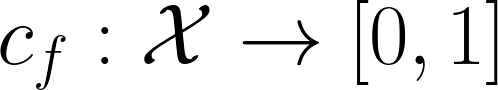 c_f : 𝒳 → [0, 1]